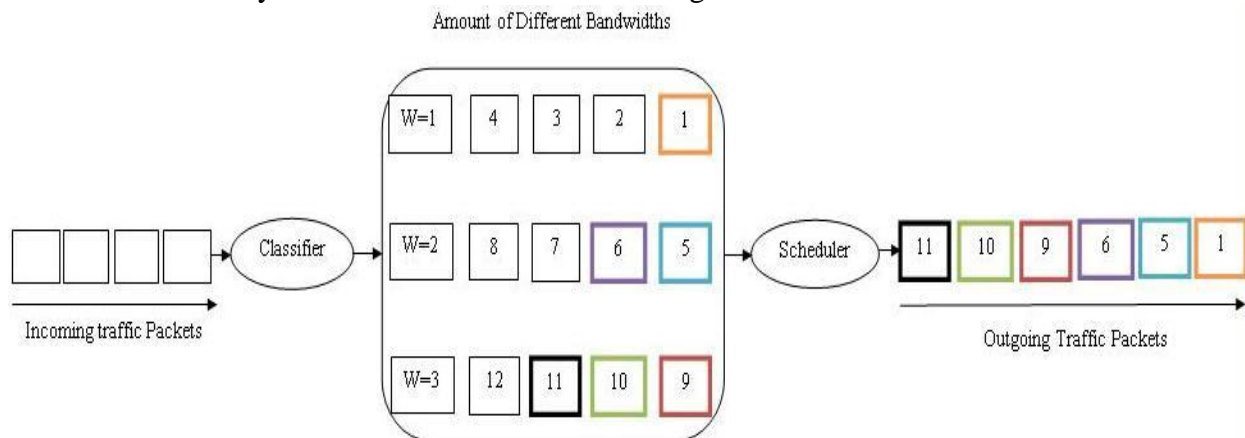 Amount of Different Bandwidths
W=1 4 3 2 1
W=2 8 7 6 5
Classifier
Scheduler
11 10 9 6 5 1
Incoming traffic Packets
Outgoing Traffic Packets
W=3 12 11 10 9